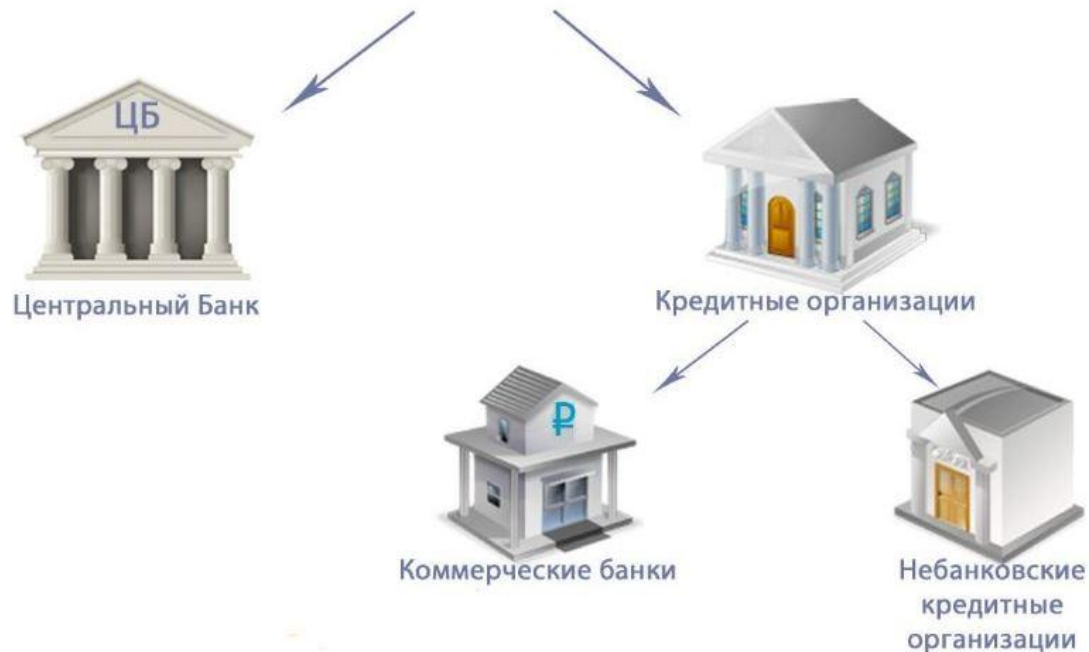 ЦБ
Центральный Банк
Кредитные организации
₽
Коммерческие банки
Небанковские
кредитные
организации